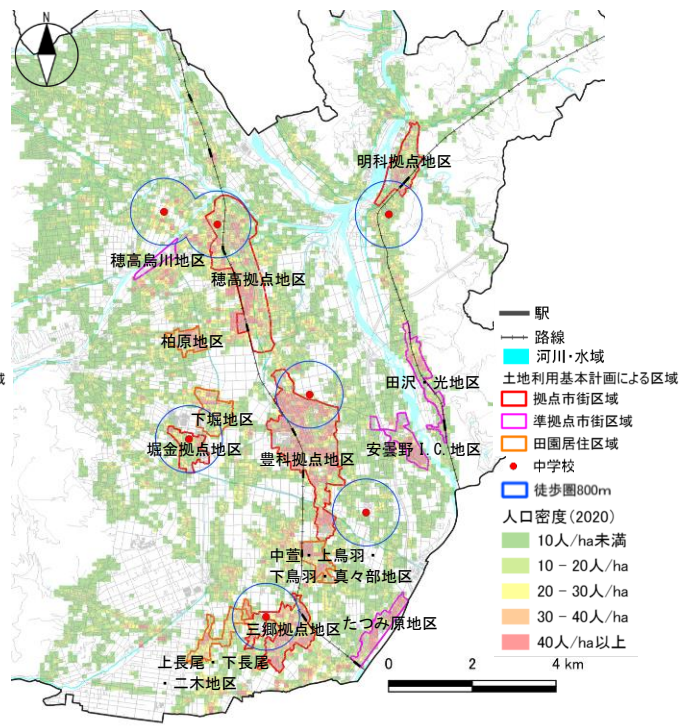 N
明科拠点地区
穂高烏川地区
穂高拠点地区
柏原地区
田沢・光地区
下堀地区
堀金拠点地区
豊科拠点地区
安曇野I.C.地区
中萱・上鳥羽・
下鳥羽・真々部地区
三郷拠点地区
たつみ原地区
上長尾・下長尾
・二木地区
域
駅
路線
河川・水域
土地利用基本計画による区域
拠点市街区域
準拠点市街区域
田園居住区域
中学校
徒歩圏800m
人口密度(2020)
10人/ha未満
10 - 20人/ha
20 - 30人/ha
30 - 40人/ha
40人/ha以上
0 2 4 km